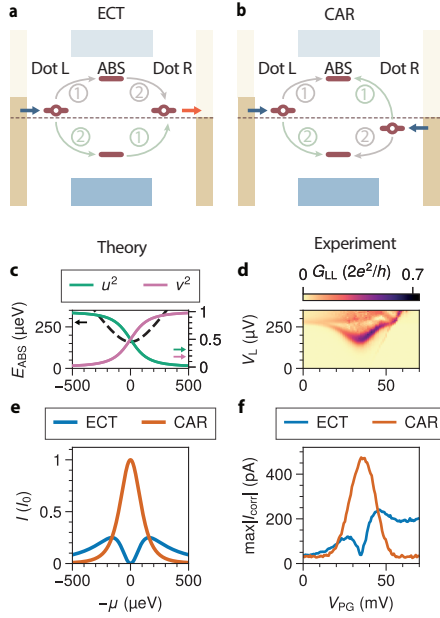 a
ECT
Dot L
ABS
Dot R
1
2
2
1
b
CAR
Dot L
ABS
Dot R
1
1
2
2
Theory
Experiment
c
u²
v²
E_ABS (μeV)
250
0
1
0.5
0
−500
0
500
d
0
G_LL (2e²/h)
0.7
V_L (μV)
250
0
0
50
e
ECT
CAR
I (I₀)
1
0.5
0
−500
0
500
−μ (μeV)
f
ECT
CAR
max|I_corr| (pA)
400
200
0
0
50
V_PG (mV)